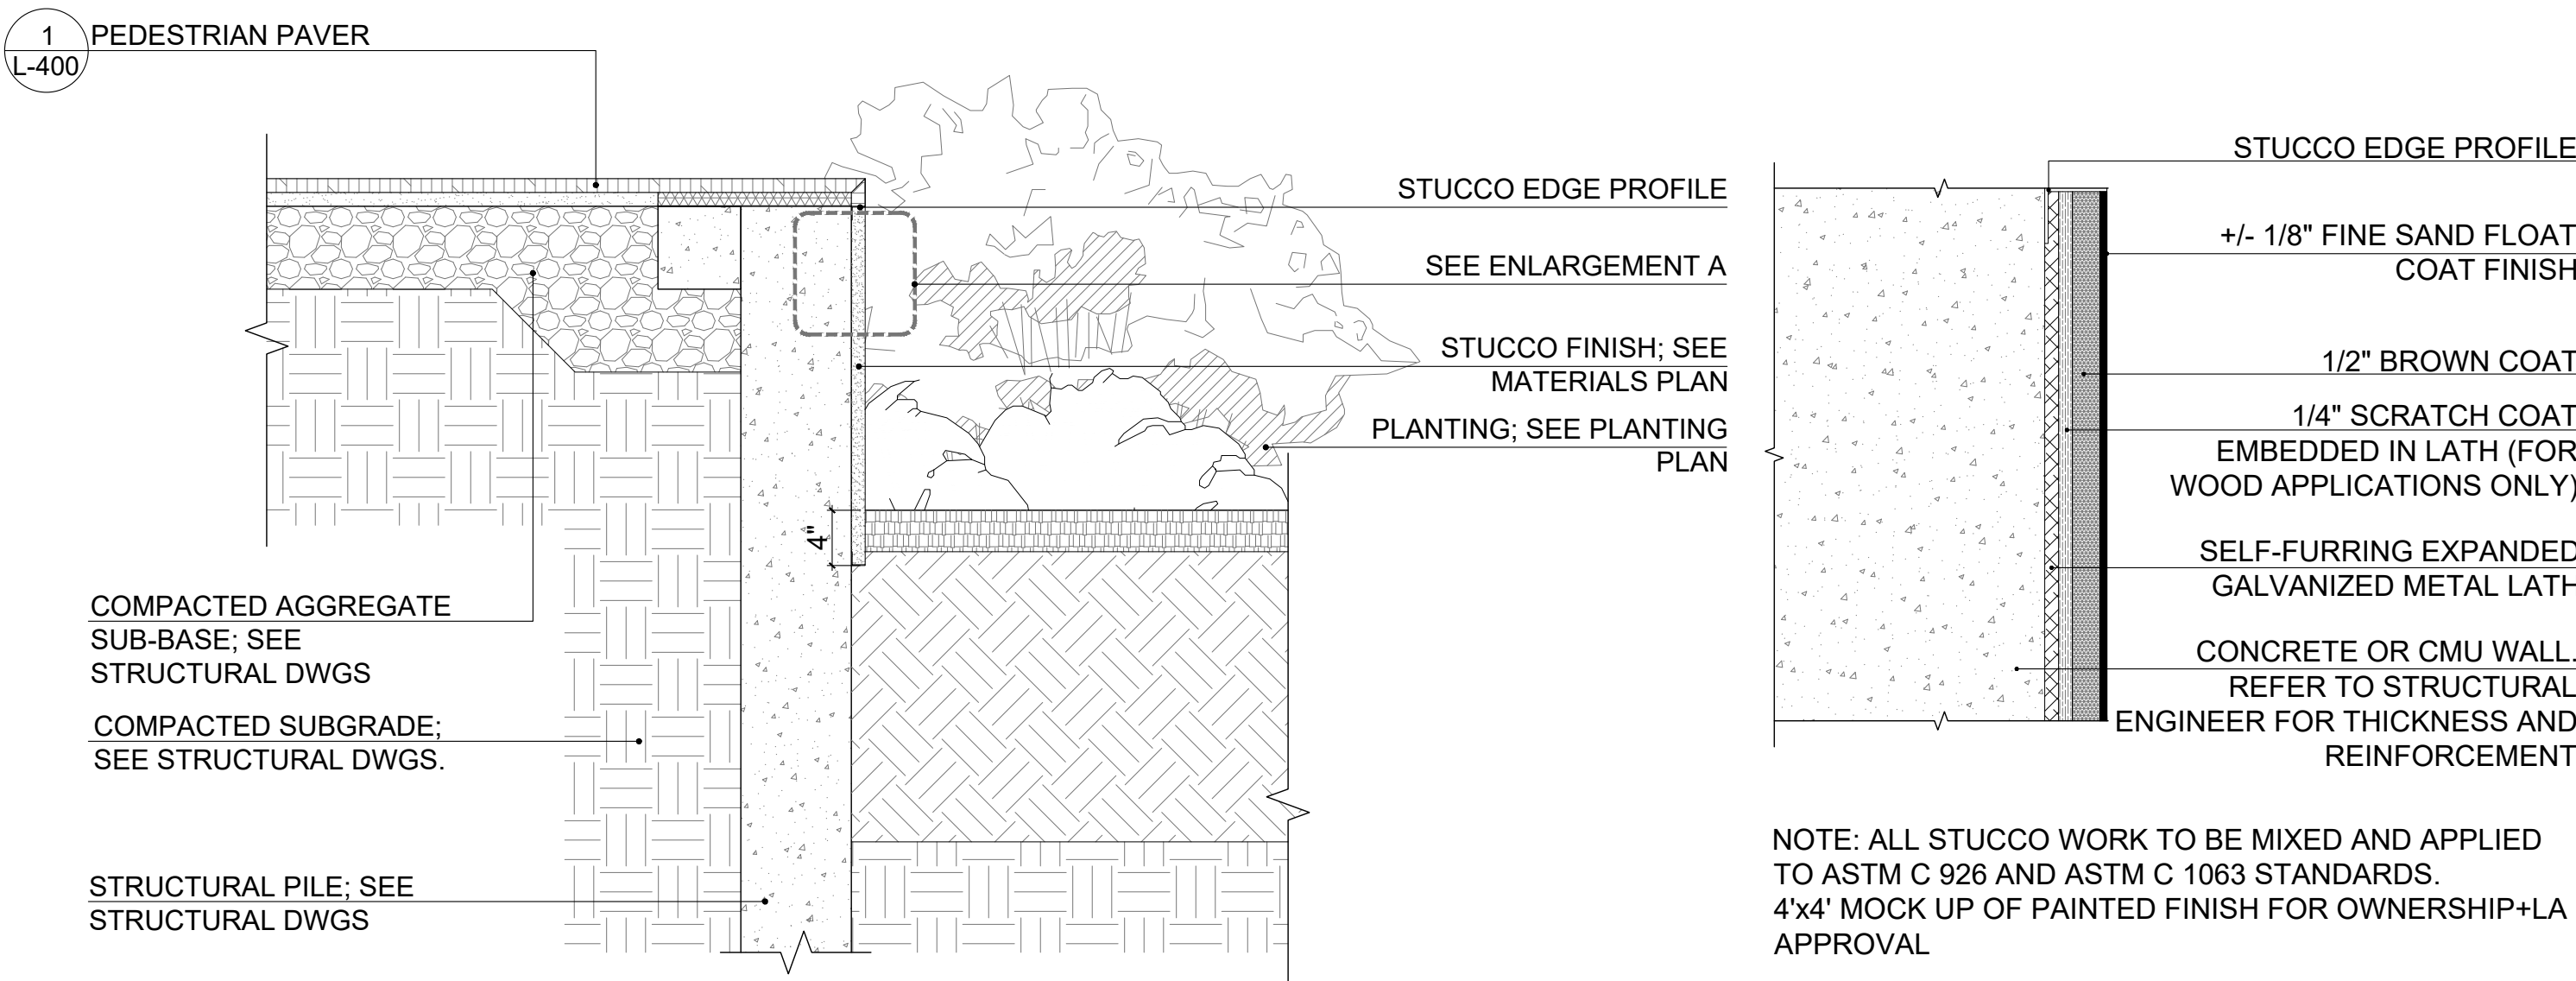 1
L-400
PEDESTRIAN PAVER
STUCCO EDGE PROFILE
SEE ENLARGEMENT A
STUCCO FINISH; SEE
MATERIALS PLAN
PLANTING; SEE PLANTING
PLAN
4"
COMPACTED AGGREGATE
SUB-BASE; SEE
STRUCTURAL DWGS
COMPACTED SUBGRADE;
SEE STRUCTURAL DWGS.
STRUCTURAL PILE; SEE
STRUCTURAL DWGS
STUCCO EDGE PROFILE
+/- 1/8" FINE SAND FLOAT
COAT FINISH
1/2" BROWN COAT
1/4" SCRATCH COAT
EMBEDDED IN LATH (FOR
WOOD APPLICATIONS ONLY)
SELF-FURRING EXPANDED
GALVANIZED METAL LATH
CONCRETE OR CMU WALL.
REFER TO STRUCTURAL
ENGINEER FOR THICKNESS AND
REINFORCEMENT
NOTE: ALL STUCCO WORK TO BE MIXED AND APPLIED
TO ASTM C 926 AND ASTM C 1063 STANDARDS.
4'x4' MOCK UP OF PAINTED FINISH FOR OWNERSHIP+LA
APPROVAL